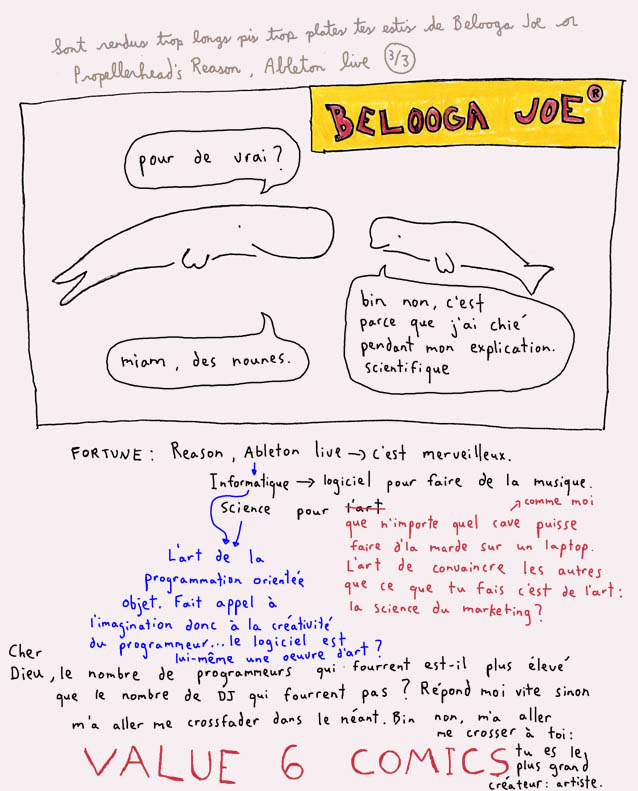 Sont rendus trop longs pis trop plates tes estis de Belooga Joe or
Propellerhead's Reason, Ableton live 3/3
BELOOGA JOE®
pour de vrai?
bin non, c'est
parce que j'ai chié
pendant mon explication.
scientifique
miam, des nounes.
FORTUNE: Reason, Ableton live → c'est merveilleux.
Informatique → logiciel pour faire de la musique.
Science pour l'art
comme moi
que n'importe quel cave puisse
faire d'la marde sur un laptop.
L'art de convaincre les autres
que ce que tu fais c'est de l'art:
la science du marketing?
L'art de la
programmation orientée
objet. Fait appel à
l'imagination donc à la créativité
du programmeur... le logiciel est
lui-même une oeuvre d'art?
Cher
Dieu, le nombre de programmeurs qui fourrent est-il plus élevé
que le nombre de DJ qui fourrent pas? Répond moi vite sinon
m'a aller me crossfader dans le néant. Bin non, m'a aller
me crosser à toi:
tu es le
plus grand
créateur: artiste.
VALUE 6 COMICS